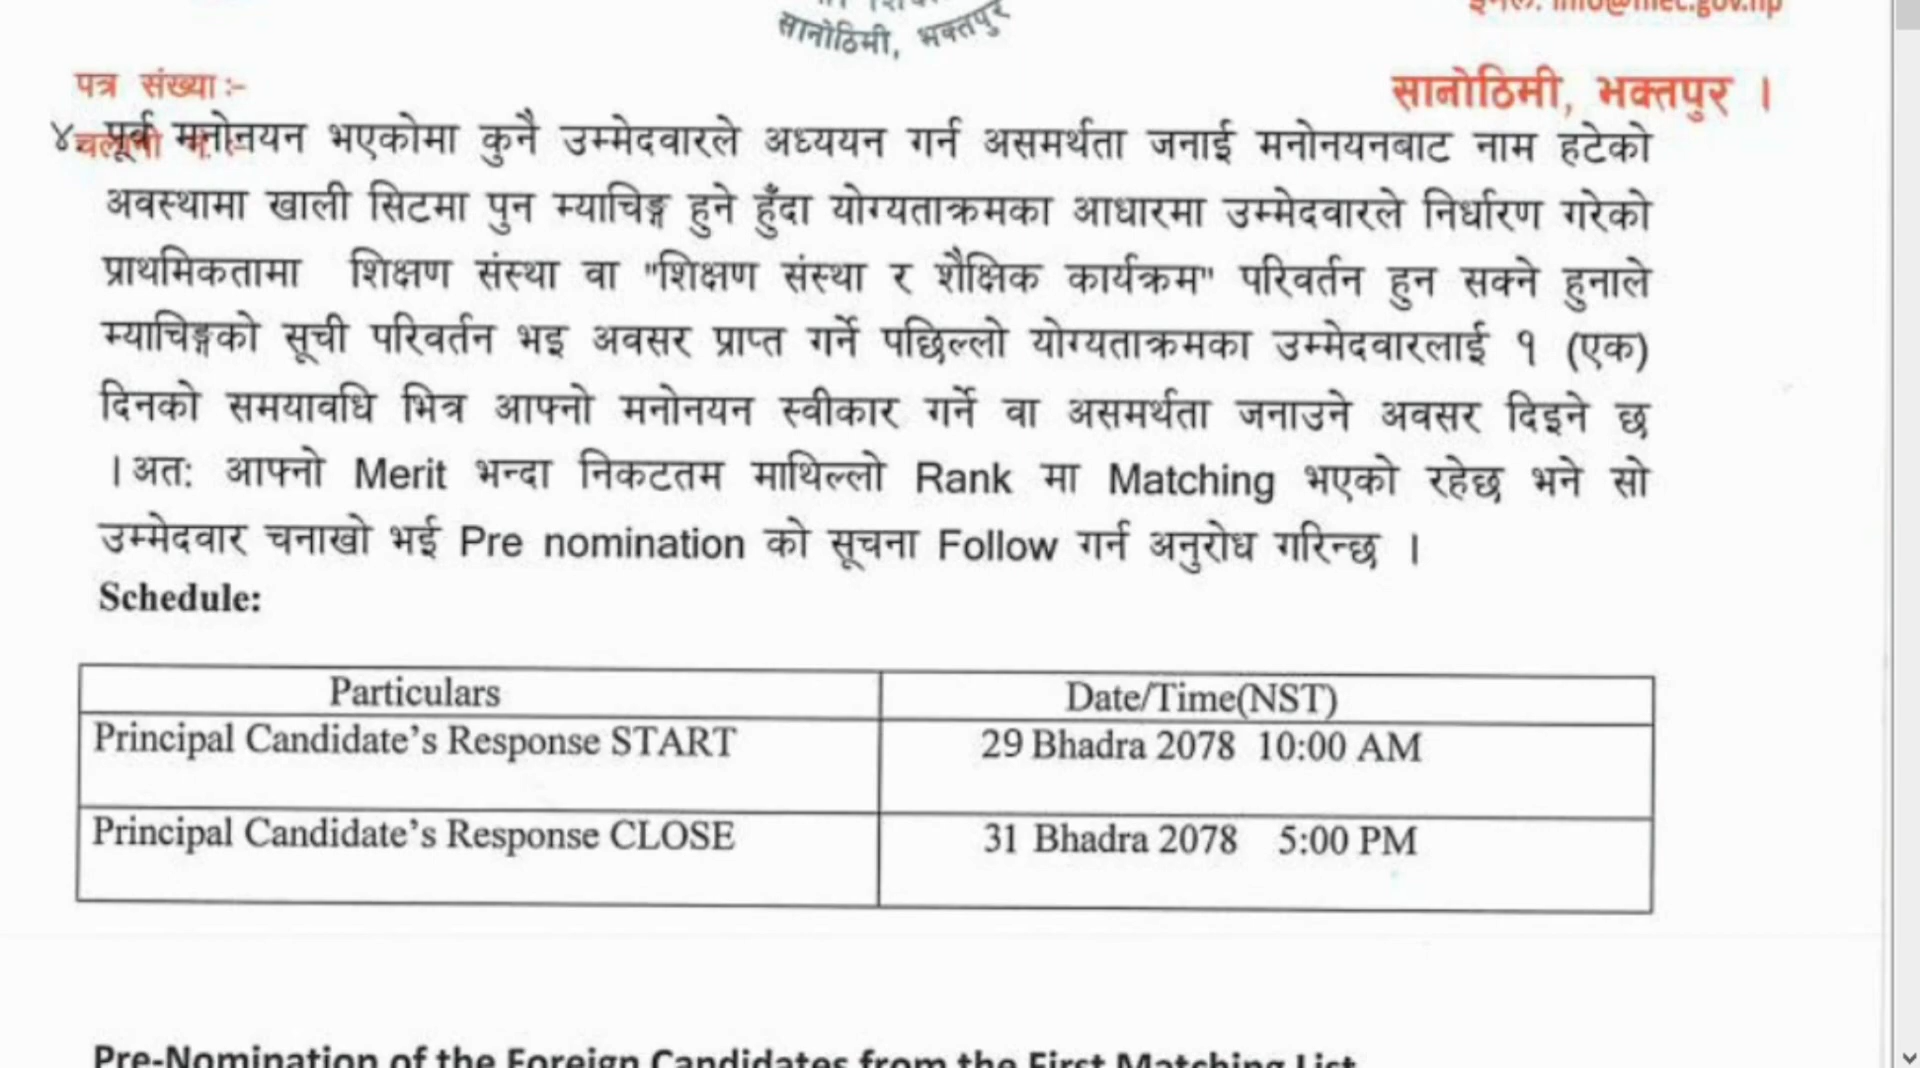 सानोठिमी, भक्तपुर
पत्र संख्याः-
सानोठिमी, भक्तपुर ।
४. पूर्व मनोनयन भएकोमा कुनै उम्मेदवारले अध्ययन गर्न असमर्थता जनाई मनोनयनबाट नाम हटेको
अवस्थामा खाली सिटमा पुन म्याचिङ्ग हुने हुँदा योग्यताक्रमका आधारमा उम्मेदवारले निर्धारण गरेको
प्राथमिकतामा शिक्षण संस्था वा "शिक्षण संस्था र शैक्षिक कार्यक्रम" परिवर्तन हुन सक्ने हुनाले
म्याचिङ्गको सूची परिवर्तन भइ अवसर प्राप्त गर्ने पछिल्लो योग्यताक्रमका उम्मेदवारलाई १ (एक)
दिनको समयावधि भित्र आफ्नो मनोनयन स्वीकार गर्ने वा असमर्थता जनाउने अवसर दिइने छ
। अत: आफ्नो Merit भन्दा निकटतम माथिल्लो Rank मा Matching भएको रहेछ भने सो
उम्मेदवार चनाखो भई Pre nomination को सूचना Follow गर्न अनुरोध गरिन्छ ।
Schedule:
Particulars Date/Time(NST)
Principal Candidate’s Response START 29 Bhadra 2078 10:00 AM
Principal Candidate’s Response CLOSE 31 Bhadra 2078 5:00 PM
Pre-Nomination of the Foreign Candidates from the First Matching List